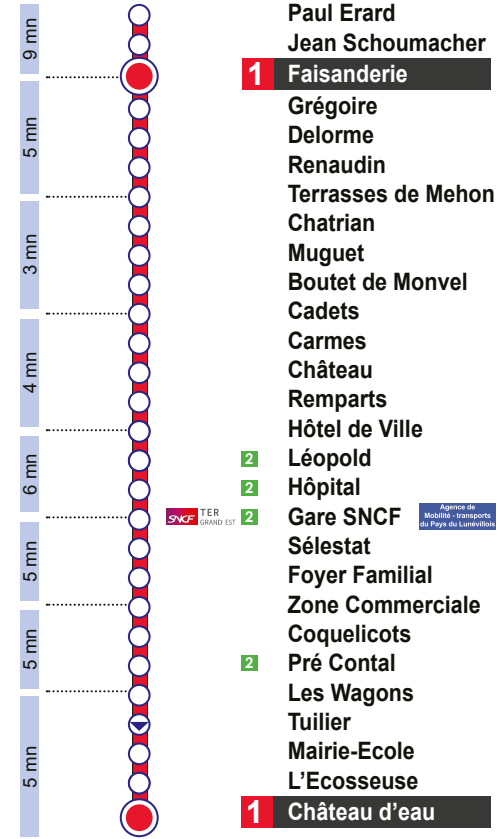 9 mn
Paul Erard
Jean Schoumacher
1 Faisanderie
5 mn
Grégoire
Delorme
Renaudin
Terrasses de Mehon
3 mn
Chatrian
Muguet
Boutet de Monvel
Cadets
4 mn
Carmes
Château
Remparts
Hôtel de Ville
6 mn
2 Léopold
2 Hôpital
SNCF TER GRAND EST 2 Gare SNCF
Agence de
Mobilité - transports
du Pays du Lunévillois
5 mn
Sélestat
Foyer Familial
Zone Commerciale
5 mn
Coquelicots
2 Pré Contal
Les Wagons
5 mn
Tuilier
Mairie-Ecole
L'Ecosseuse
1 Château d'eau